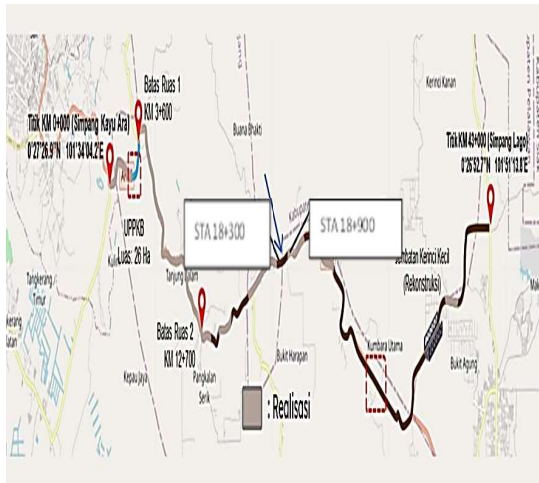 Batas Ruas 1
KM 3+600
Titik KM 0+000 (Simpang Kayu Ara)
0°27'26.9"N 101°34'04.2"E
Kerinci Kanan
Buana Bhakti
Titik KM 43+000 (Simpang Lago)
0°26'52.7"N 101°51'13.8"E
STA 18+300
STA 18+900
UPPKB
Luas: 26 Ha
Jembatan Kerinci Kecil
(Rekonstruksi)
Tangkerang
Timur
Batas Ruas 2
KM 12+700
Kumbara Utama
Bukit Harapan
Bukit Agung
Kepau Jaya
Pangkalan
Serik
: Realisasi